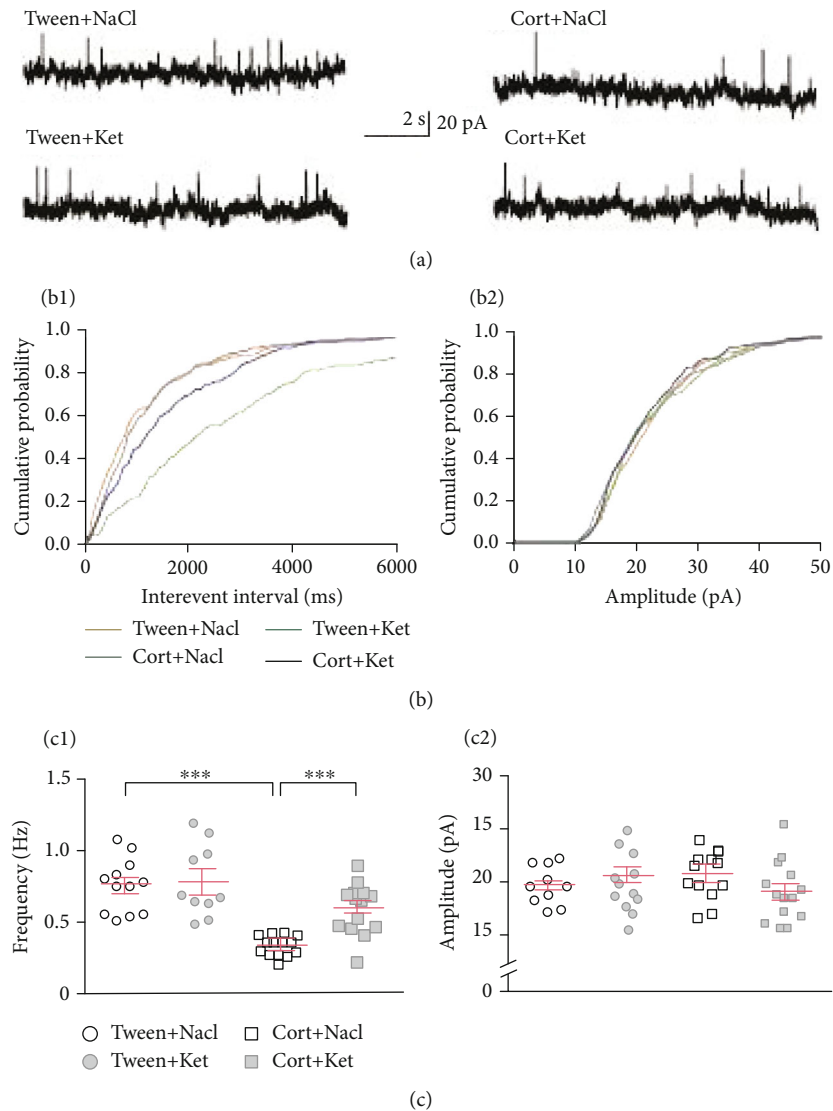 Tween+NaCl
Cort+NaCl
2 s
20 pA
Tween+Ket
Cort+Ket
(a)
(b1)
(b2)
Cumulative probability
1.0
0.8
0.6
0.4
0.2
0.0
0
2000
4000
6000
Interevent interval (ms)
Cumulative probability
1.0
0.8
0.6
0.4
0.2
0.0
0
10
20
30
40
50
Amplitude (pA)
Tween+Nacl
Tween+Ket
Cort+Nacl
Cort+Ket
(b)
(c1)
(c2)
Frequency (Hz)
1.5
1.0
0.5
0
***
***
Amplitude (pA)
30
15
20
15
0
Tween+Nacl
Cort+Nacl
Tween+Ket
Cort+Ket
(c)